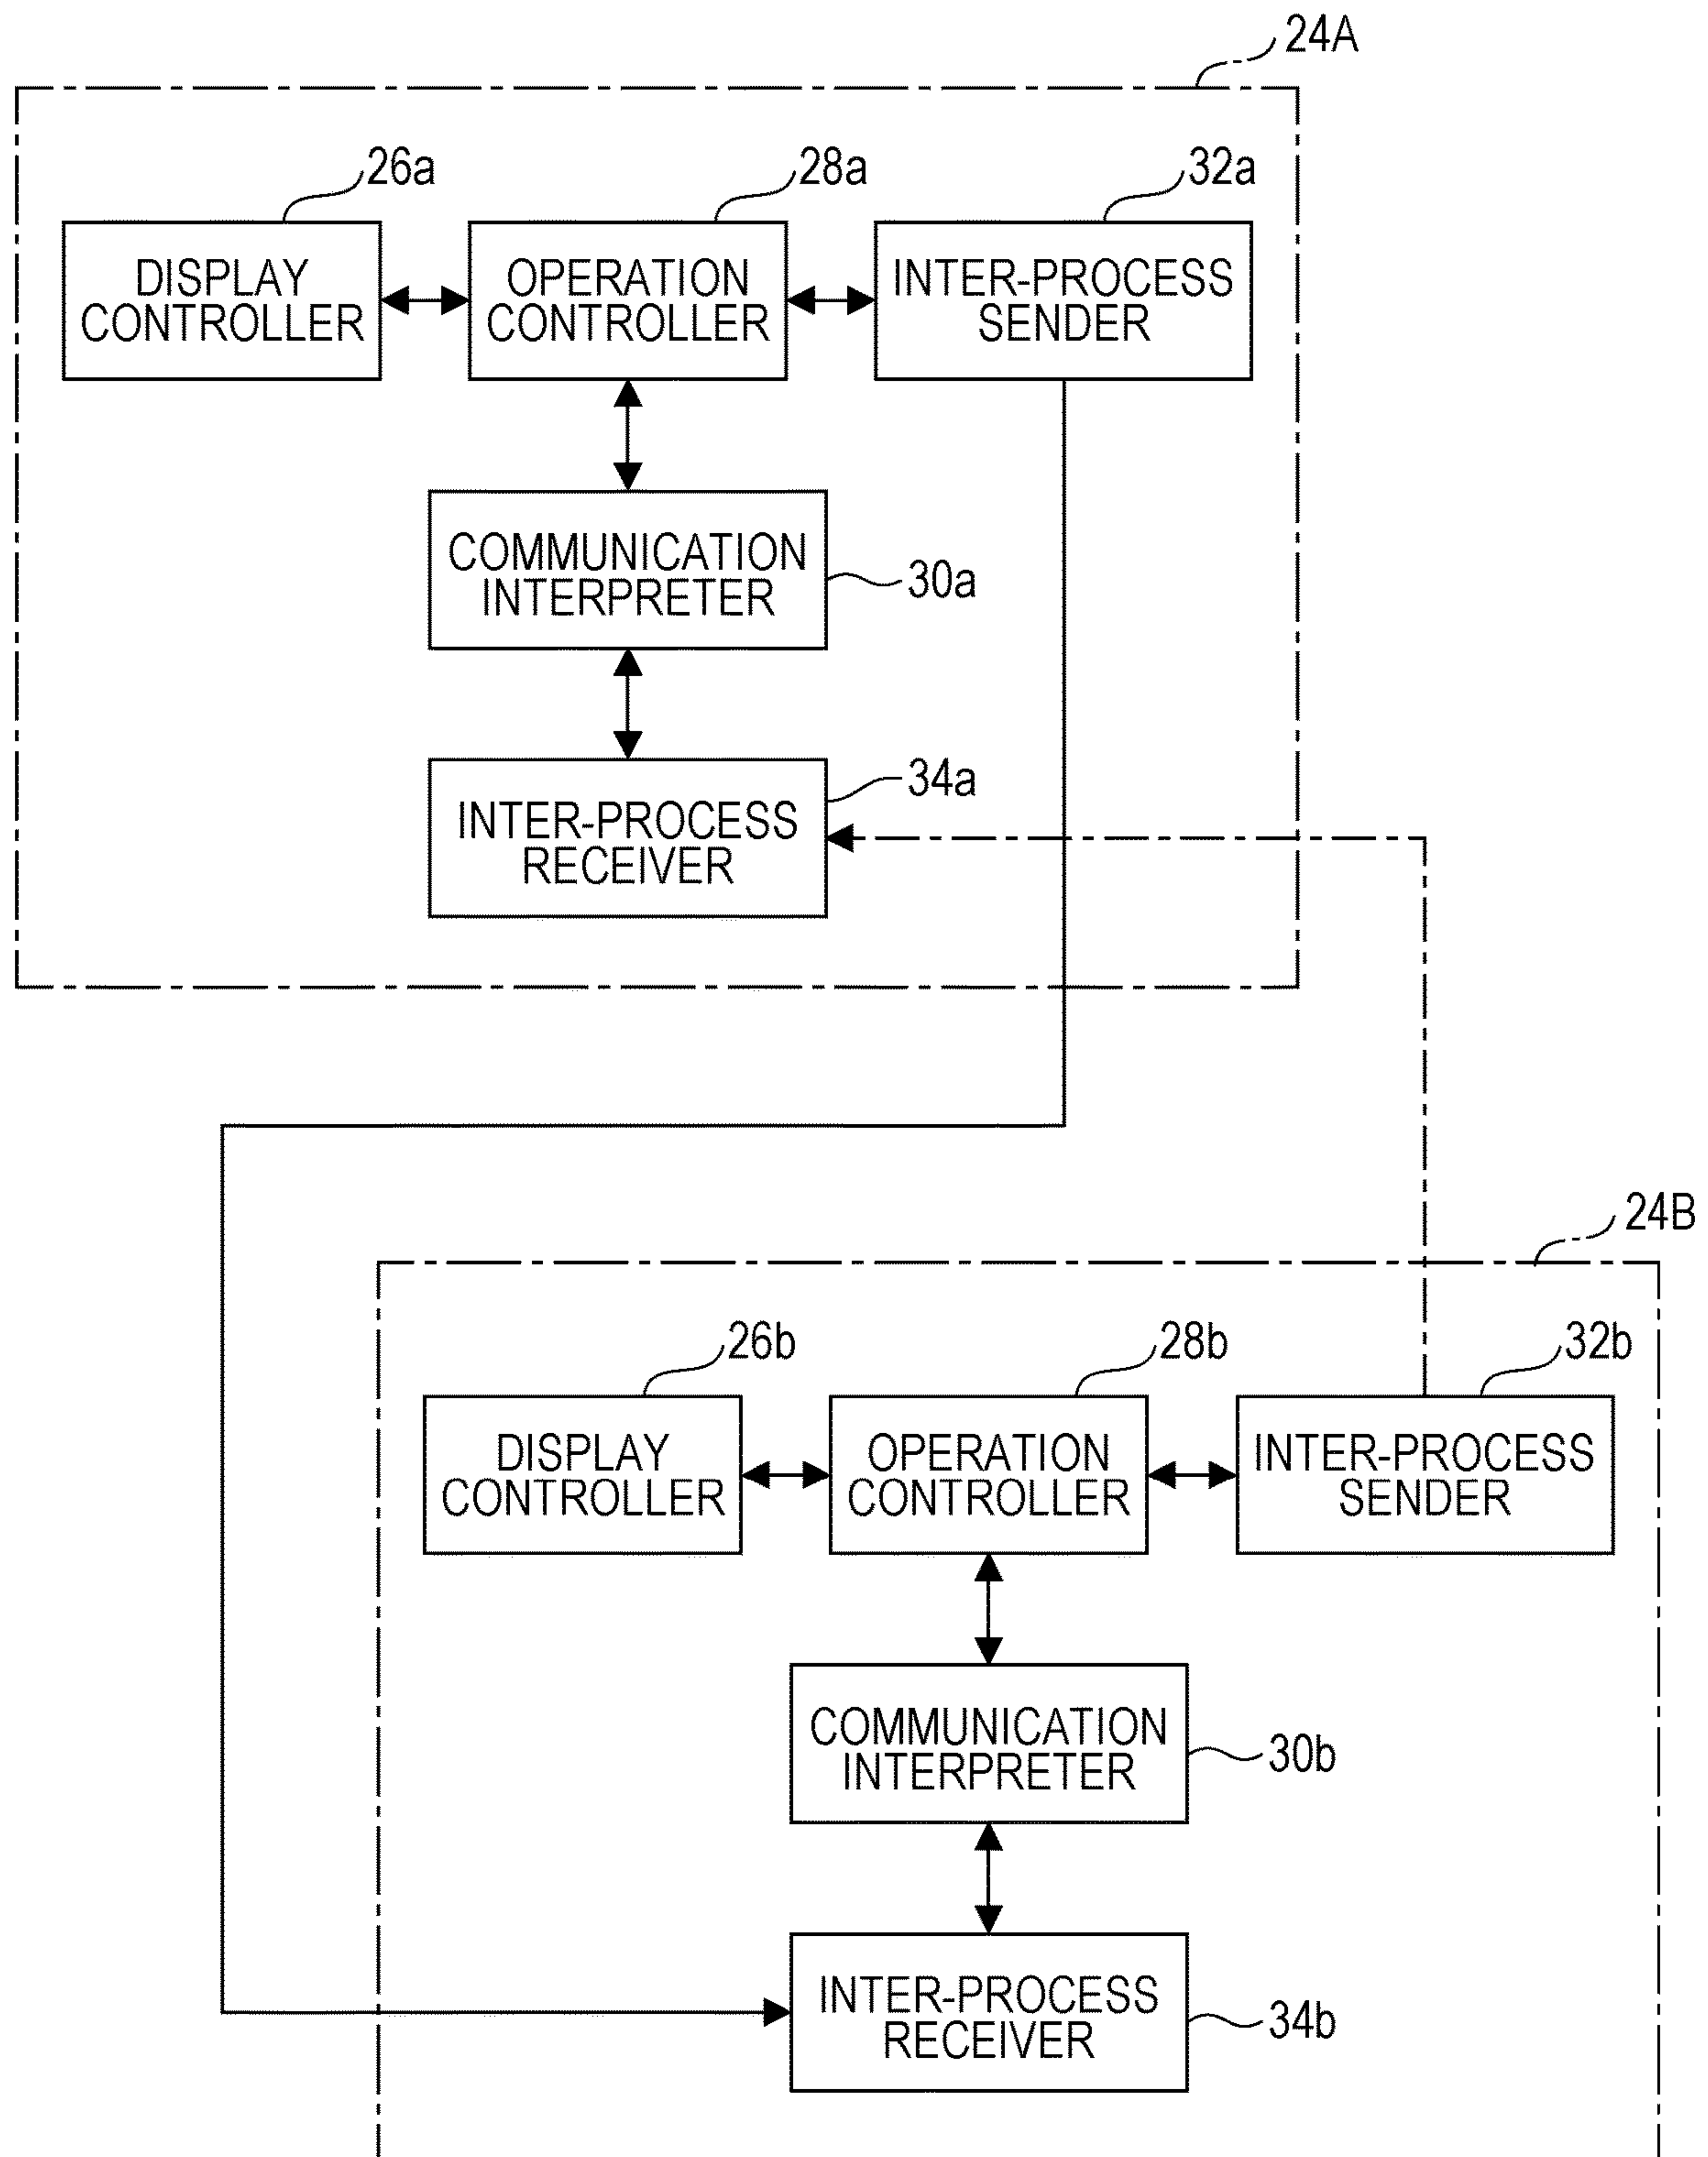 24A
26a
28a
32a
DISPLAY
CONTROLLER
OPERATION
CONTROLLER
INTER-PROCESS
SENDER
COMMUNICATION
INTERPRETER
30a
34a
INTER-PROCESS
RECEIVER
24B
26b
28b
32b
DISPLAY
CONTROLLER
OPERATION
CONTROLLER
INTER-PROCESS
SENDER
COMMUNICATION
INTERPRETER
30b
INTER-PROCESS
RECEIVER
34b